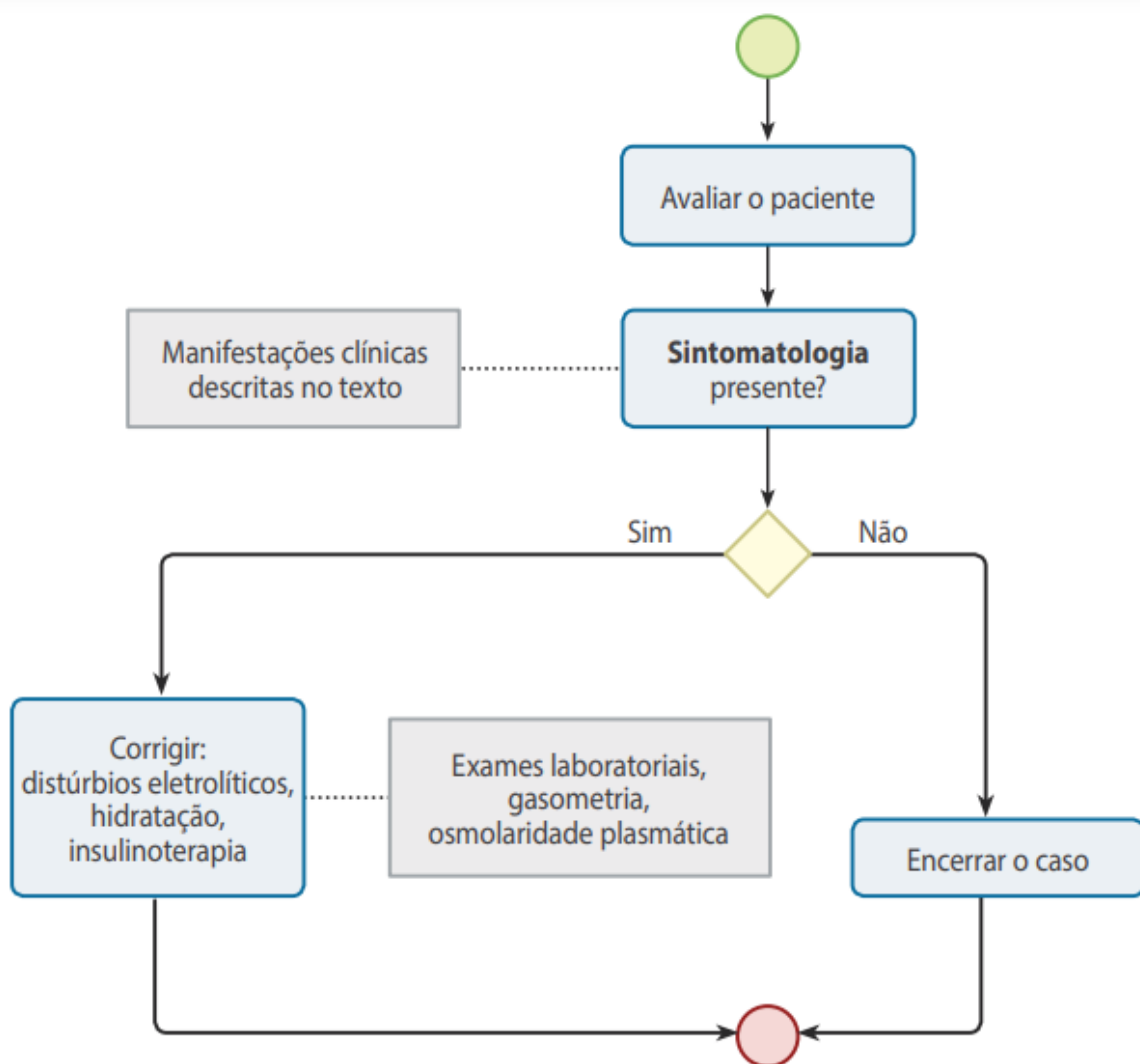 Avaliar o paciente
Manifestações clínicas
descritas no texto
Sintomatologia
presente?
Sim
Não
Corrigir:
distúrbios eletrolíticos,
hidratação,
insulinoterapia
Exames laboratoriais,
gasometria,
osmolaridade plasmática
Encerrar o caso